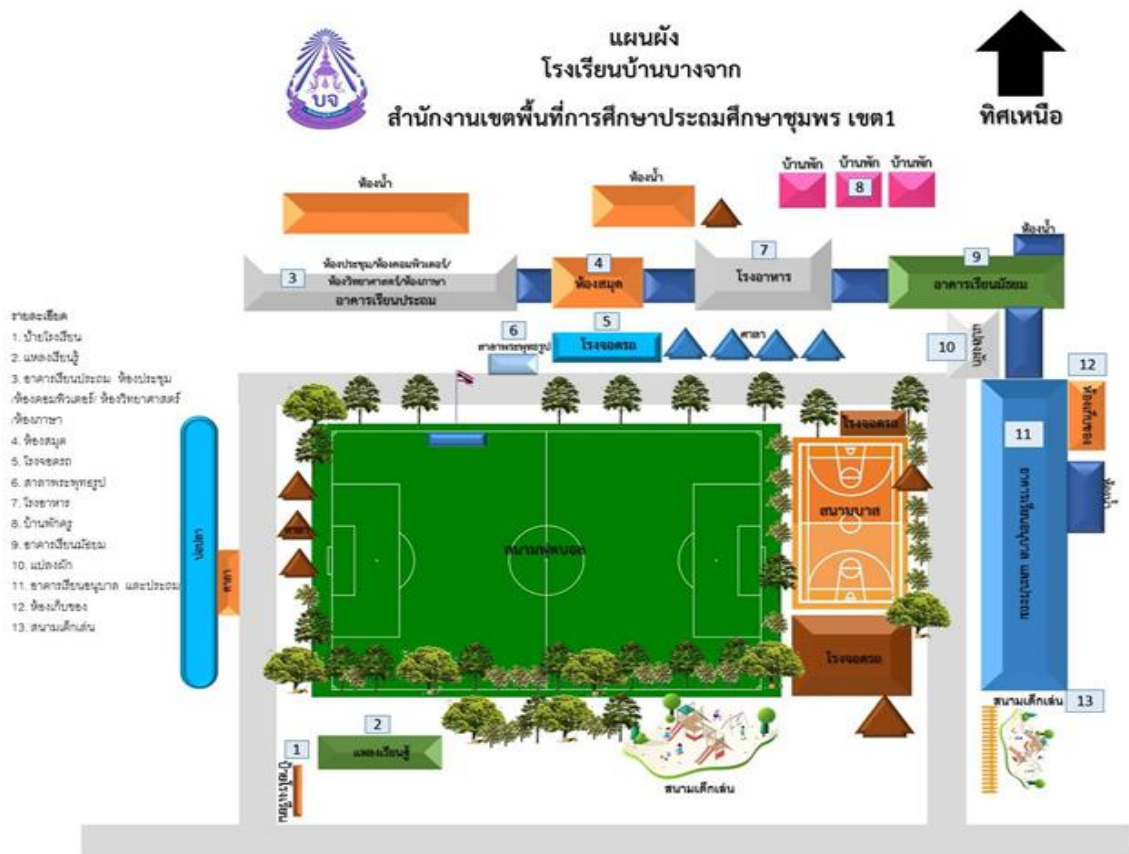 แผนผัง
โรงเรียนบ้านบางจาก
สำนักงานเขตพื้นที่การศึกษาประถมศึกษาชุมพร เขต1
บจ
ทิศเหนือ
ห้องน้ำ
ห้องน้ำ
บ้านพัก
บ้านพัก
บ้านพัก
8
ห้องน้ำ
3
ห้องประชุม/ห้องคอมพิวเตอร์/
ห้องวิทยาศาสตร์/ห้องภาษา
อาคารเรียนประถม
4
ห้องสมุด
7
โรงอาหาร
9
อาคารเรียนมัธยม
6
ศาลาพระพุทธรูป
5
โรงจอดรถ
ศาลา
10
แปลงผัก
12
ห้องเก็บของ
11
อาคารเรียนอนุบาล และประถม
ห้องน้ำ
รายละเอียด
1. ป้ายโรงเรียน
2. แหล่งเรียนรู้
3. อาคารเรียนประถม ห้องประชุม
/ห้องคอมพิวเตอร์/ ห้องวิทยาศาสตร์
/ห้องภาษา
4. ห้องสมุด
5. โรงจอดรถ
6. ศาลาพระพุทธรูป
7. โรงอาหาร
8. บ้านพักครู
9. อาคารเรียนมัธยม
10. แปลงผัก
11. อาคารเรียนอนุบาล และประถม
12. ห้องเก็บของ
13. สนามเด็กเล่น
บ่อปลา
ศาลา
ศาลา
สนามฟุตบอล
โรงจอดรถ
สนามบาส
โรงจอดรถ
สนามเด็กเล่น
13
1
ป้ายโรงเรียน
2
แหล่งเรียนรู้
สนามเด็กเล่น